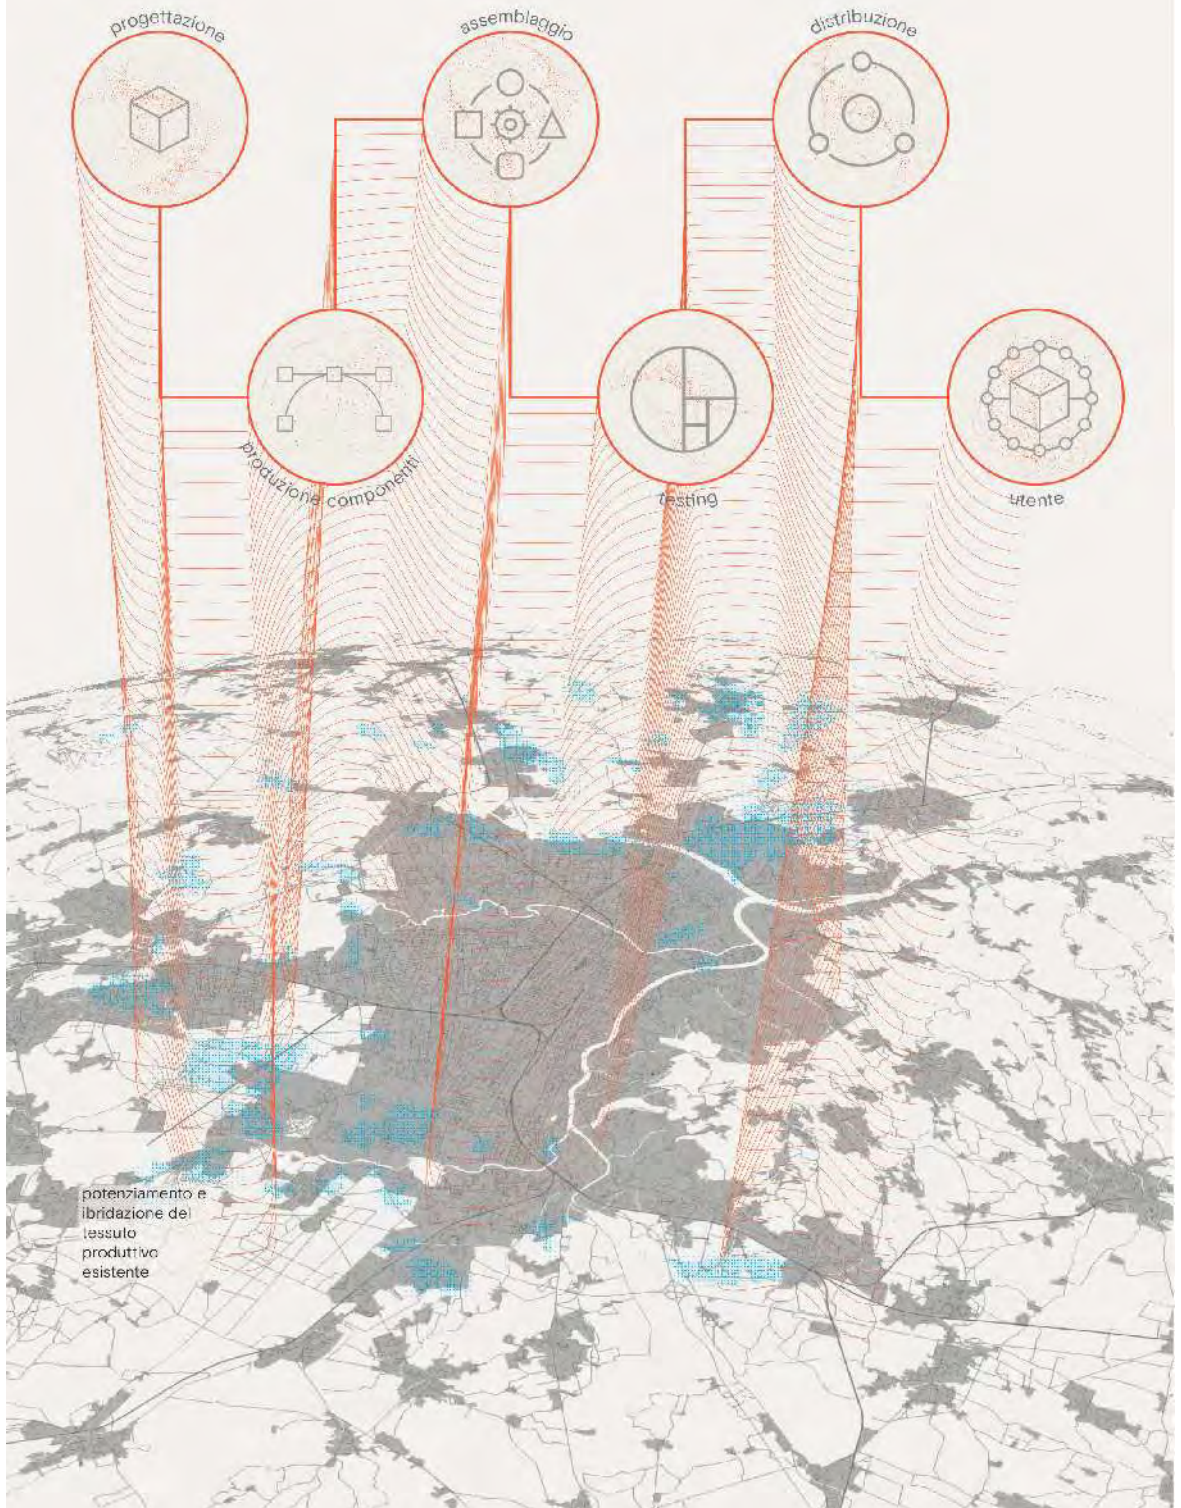 progettazione
assemblaggio
distribuzione
produzione componenti
testing
utente
potenziamento e
ibridazione del
tessuto
produttivo
esistente